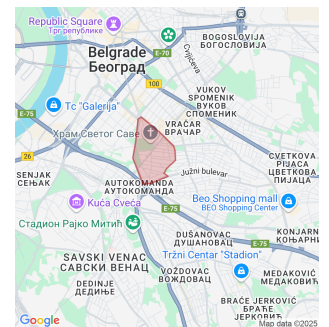 Republic Square
Трг републике
BOGOSLOVIJA
БОГОСЛОВИЈА
Belgrade
Београд
E-70
Cvijićeva
100
VUKOV
SPOMENIK
ВУКОВ
СПОМЕНИК
E-75
Tc "Galerija"
VRAČAR
ВРАЧАР
Храм Светог Саве
26
CVETKOVA
PIJACA
ЦВЕТКОВА
ПИЈАЦА
SENJAK
СЕЊАК
Južni bulevar
AUTOKOMANDA
АУТОКОМАНДА
E-75
Kuća Cveća
Beo Shopping mall
BEO Shopping Center
Стадион Рајко Митић
DUŠANOVAC
ДУШАНОВАЦ
KONJARN
КОЊАРНИ
E-75
SAVSKI VENAC
САВСКИ ВЕНАЦ
Tržni Centar "Stadion"
VOŽDOVAC
ВОЖДОВАЦ
MEDAKOVIĆ
МЕДАКОВИЋ
DEDINJE
ДЕДИЊЕ
BRAĆE JERKOVIĆ
БРАЋЕ
ЈЕРКОВИЋ
Google
Map data ©2025